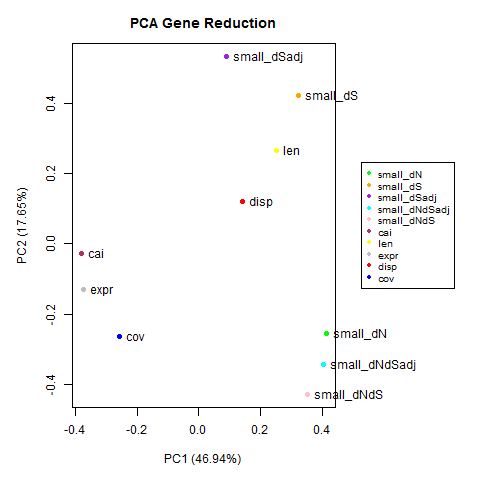 PCA Gene Reduction
small_dSadj
small_dS
len
disp
cai
expr
cov
small_dN
small_dNdSadj
small_dNdS
0.4
0.2
0.0
-0.2
-0.4
PC2 (17.65%)
-0.4
-0.2
0.0
0.2
0.4
PC1 (46.94%)
small_dN
small_dS
small_dSadj
small_dNdSadj
small_dNdS
cai
len
expr
disp
cov